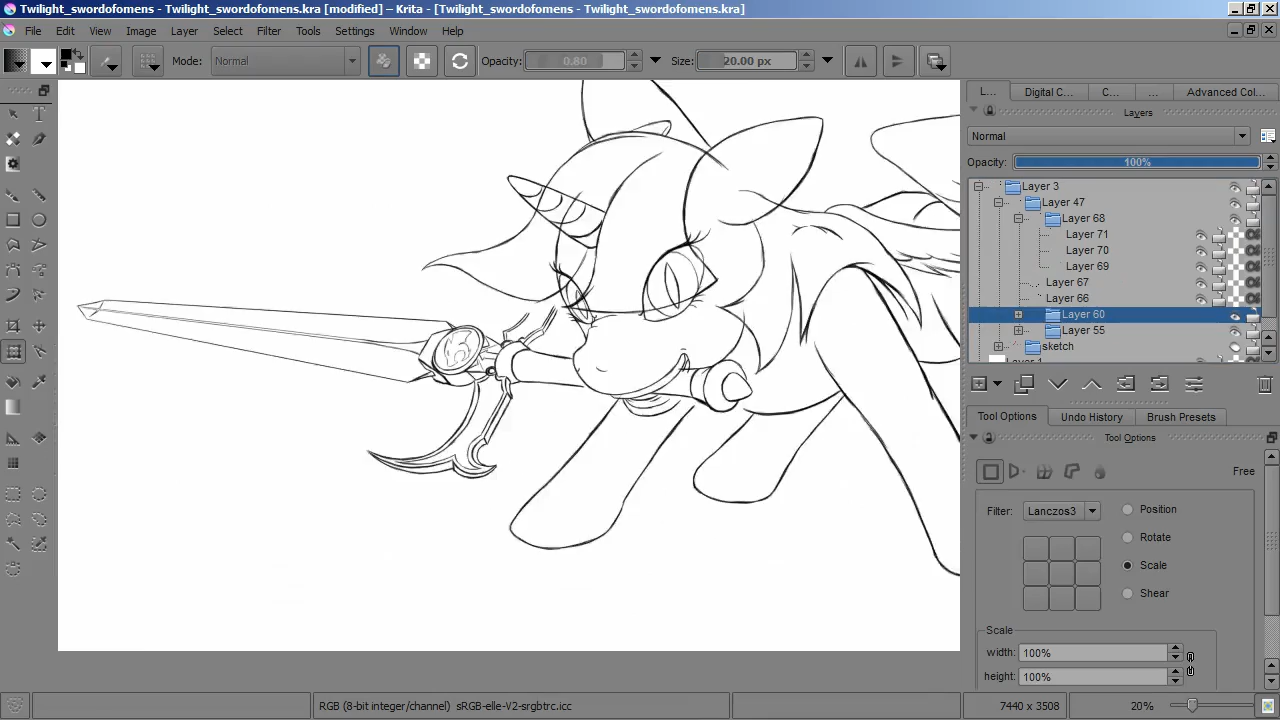 Twilight_swordofomens.kra [modified] – Krita - [Twilight_swordofomens - Twilight_swordofomens.kra]
File Edit View Image Layer Select Filter Tools Settings Window Help
Mode: Normal Opacity: 0.80 Size: 20.00 px
L... Digital C... C... ... Advanced Col...
Layers
Normal
Opacity: 100%
Layer 3
Layer 47
Layer 68
Layer 71
Layer 70
Layer 69
Layer 67
Layer 66
Layer 60
Layer 55
sketch
Layer 1
Tool Options Undo History Brush Presets
Tool Options
Free
Filter: Lanczos3 Position
Rotate
Scale
Shear
Scale
width: 100%
height: 100%
RGB (8-bit integer/channel) sRGB-elle-V2-srgbtrc.icc 7440 x 3508 20%